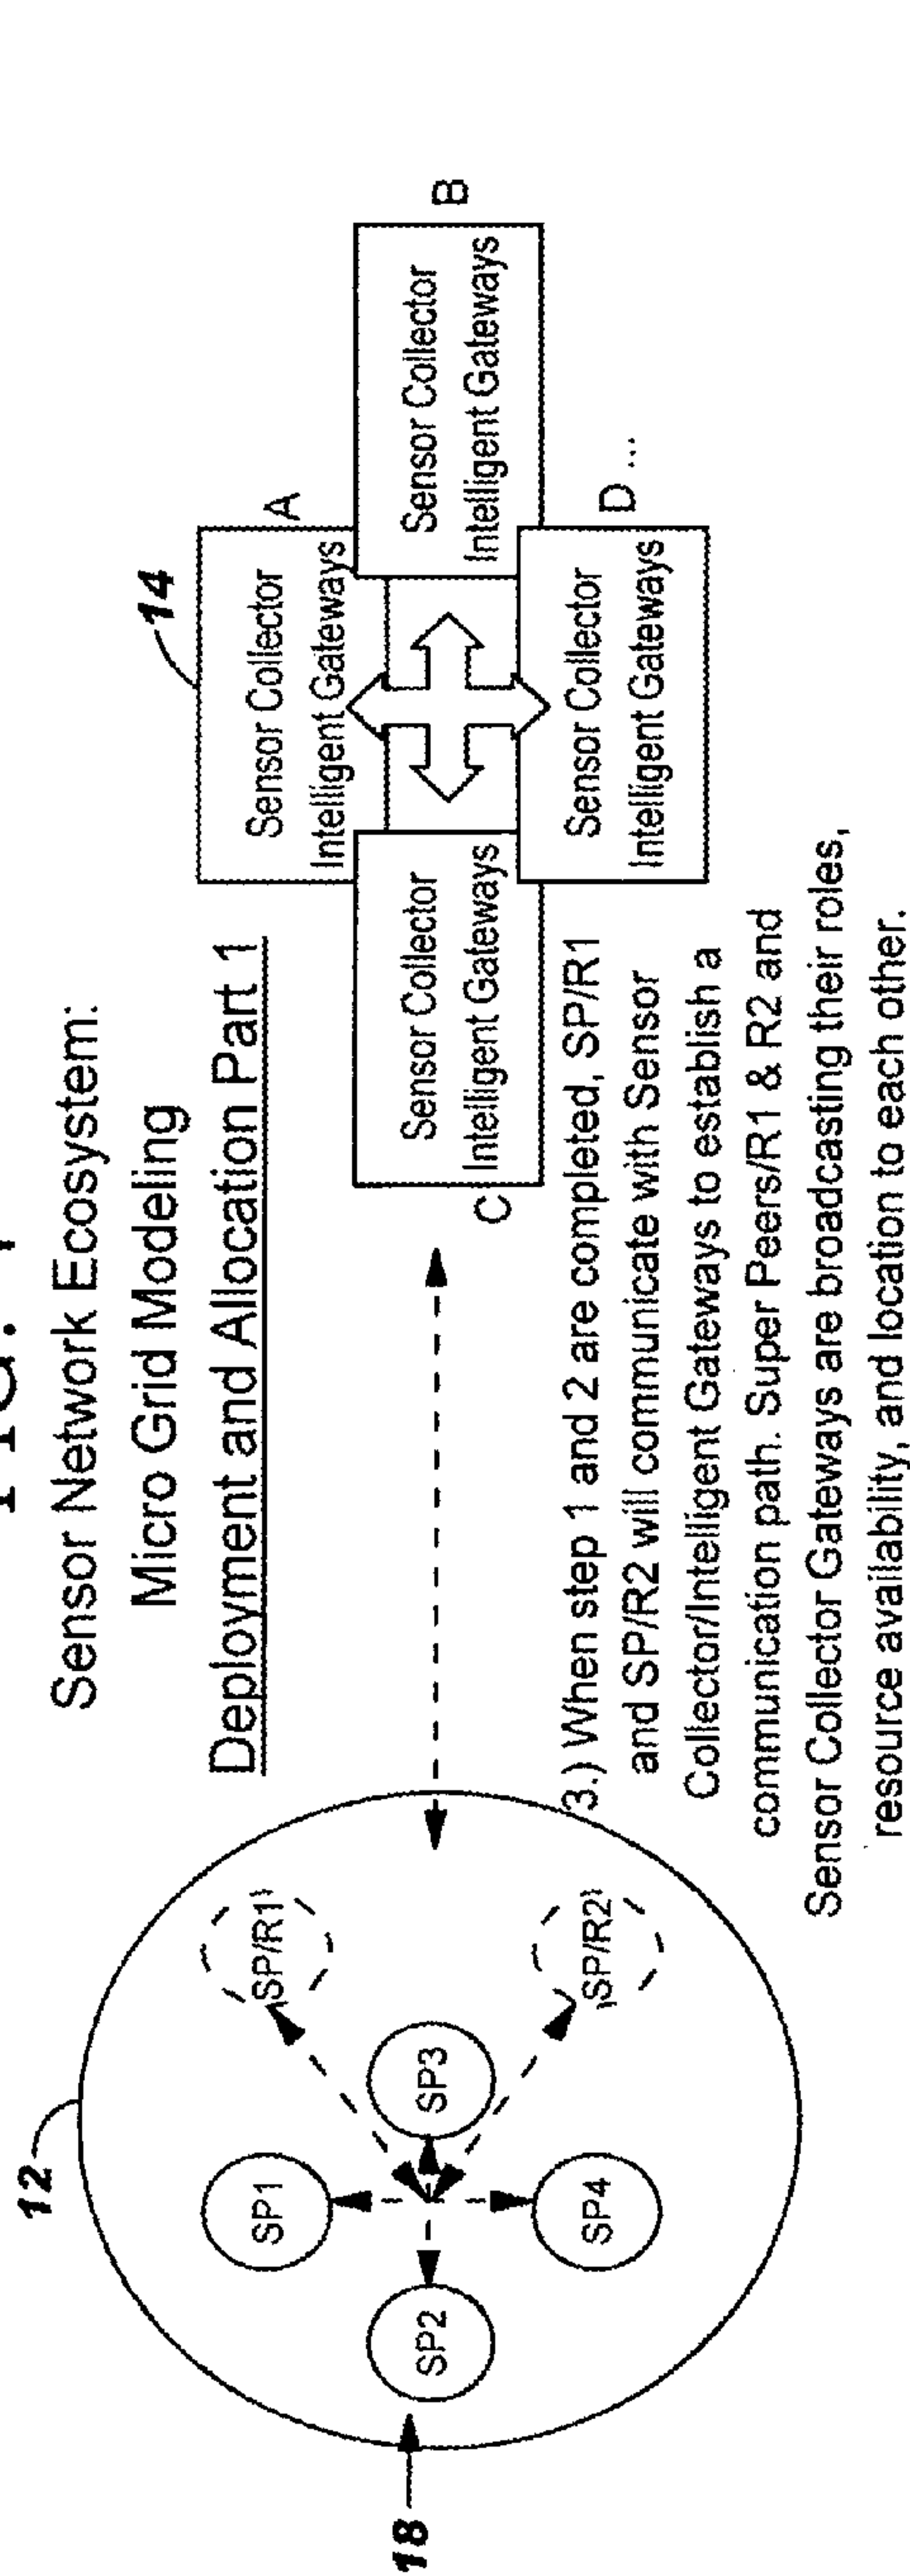 Sensor Network Ecosystem:
Micro Grid Modeling
Deployment and Allocation Part 1
12
18
SP1
SP2
SP3
SP4
SP/R1
SP/R2
14
A
Sensor Collector
Intelligent Gateways
B
Sensor Collector
Intelligent Gateways
C
Sensor Collector
Intelligent Gateways
D...
Sensor Collector
Intelligent Gateways
3.) When step 1 and 2 are completed, SP/R1
and SP/R2 will communicate with Sensor
Collector/Intelligent Gateways to establish a
communication path. Super Peers/R1 & R2 and
Sensor Collector Gateways are broadcasting their roles,
resource availability, and location to each other.